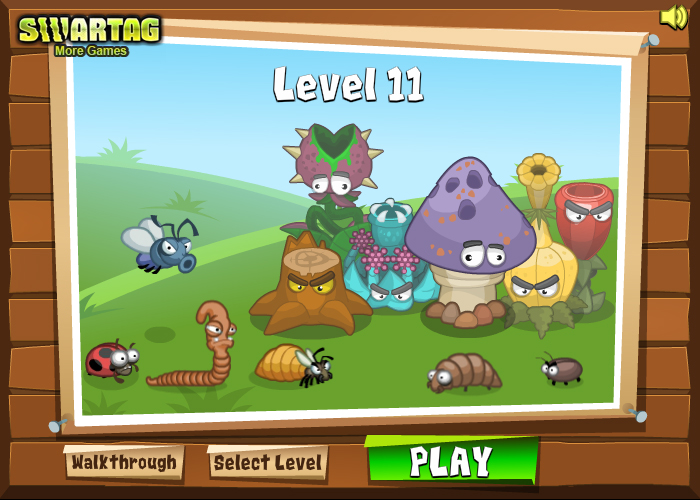 SWARTAG
More Games
Level 11
Walkthrough
Select Level
PLAY